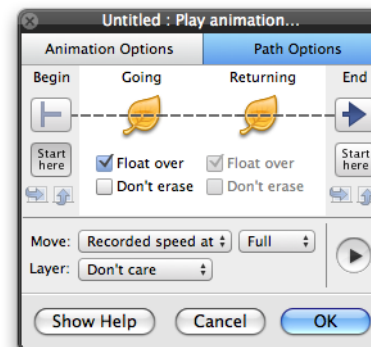 Untitled : Play animation...
Animation Options Path Options
Begin Going Returning End
Start here Start here
Float over Float over
Don't erase Don't erase
Move: Recorded speed at Full
Layer: Don't care
Show Help Cancel OK